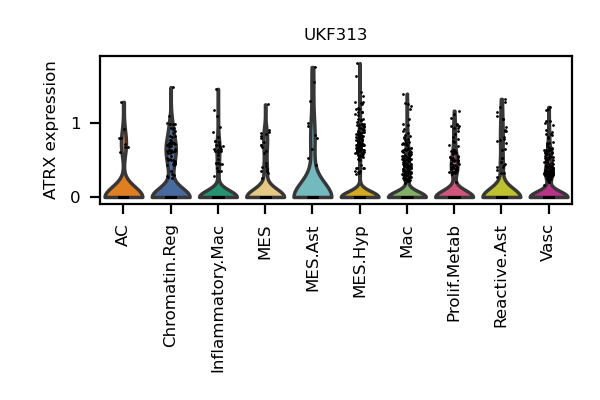 UKF313
ATRX expression
1
0
AC
Chromatin.Reg
Inflammatory.Mac
MES
MES.Ast
MES.Hyp
Mac
Prolif.Metab
Reactive.Ast
Vasc